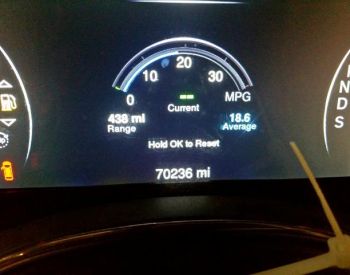 20
10 30
0 MPG
Current
438 mi 18.6
Range Average
Hold OK to Reset
70236 mi
N
D
S